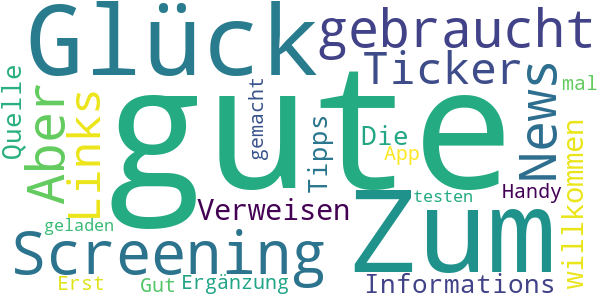 Glück
gebraucht
Ticker
Quelle
Aber
Links
gemacht
gute
Tipps
Die
App
News
mal
willkommen
Verweisen
Zum
testen
Handy
geladen
Screening
Erst
Gut
Ergänzung
Informations